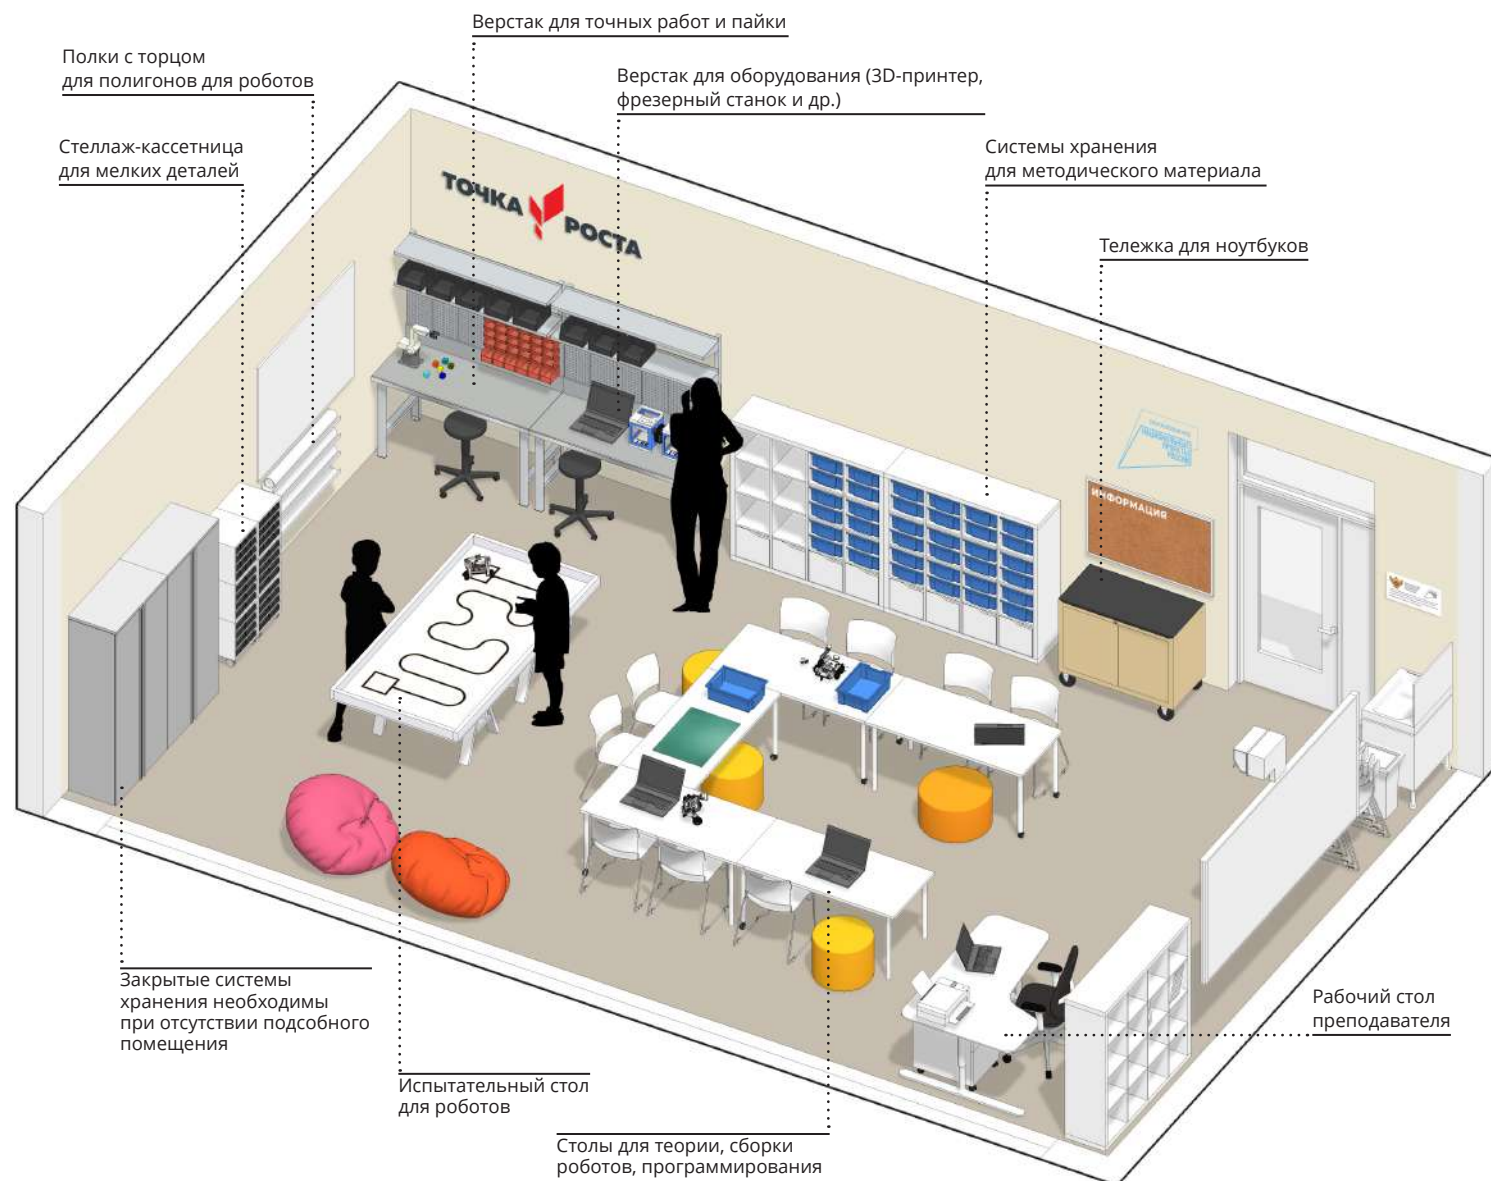 Верстак для точных работ и пайки
Полки с торцом
для полигонов для роботов
Верстак для оборудования (3D-принтер,
фрезерный станок и др.)
Стеллаж-кассетница
для мелких деталей
Системы хранения
для методического материала
ТОЧКА
РОСТА
Тележка для ноутбуков
ИНФОРМАЦИЯ
Закрытые системы
хранения необходимы
при отсутствии подсобного
помещения
Рабочий стол
преподавателя
Испытательный стол
для роботов
Столы для теории, сборки
роботов, программирования